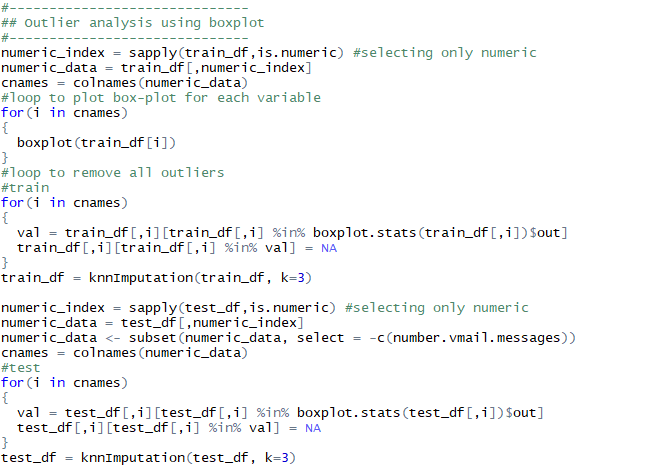 #------------------------------
## Outlier analysis using boxplot
#------------------------------
numeric_index = sapply(train_df,is.numeric) #selecting only numeric
numeric_data = train_df[,numeric_index]
cnames = colnames(numeric_data)
#loop to plot box-plot for each variable
for(i in cnames)
{
  boxplot(train_df[i])
}
#loop to remove all outliers
#train
for(i in cnames)
{
  val = train_df[,i][train_df[,i] %in% boxplot.stats(train_df[,i])$out]
  train_df[,i][train_df[,i] %in% val] = NA
}
train_df = knnImputation(train_df, k=3)

numeric_index = sapply(test_df,is.numeric) #selecting only numeric
numeric_data = test_df[,numeric_index]
numeric_data <- subset(numeric_data, select = -c(number.vmail.messages))
cnames = colnames(numeric_data)
#test
for(i in cnames)
{
  val = test_df[,i][test_df[,i] %in% boxplot.stats(test_df[,i])$out]
  test_df[,i][test_df[,i] %in% val] = NA
}
test_df = knnImputation(test_df, k=3)